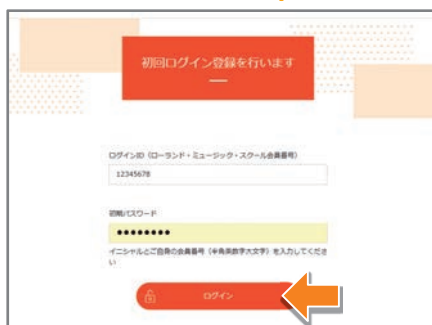 初回ログイン登録を行います
ログインID（ローランド・ミュージック・スクール会員番号）
12345678
初期パスワード
●●●●●●●●
イニシャルとご自身の会員番号（半角英数字大文字）を入力してくださ
い
ログイン